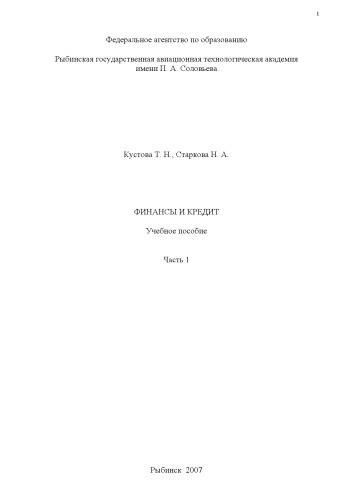 1
Федеральное агентство по образованию
Рыбинская государственная авиационная технологическая академия
имени П. А. Соловьева
Кустова Т. Н., Старкова Н. А.
ФИНАНСЫ И КРЕДИТ
Учебное пособие
Часть 1
Рыбинск 2007